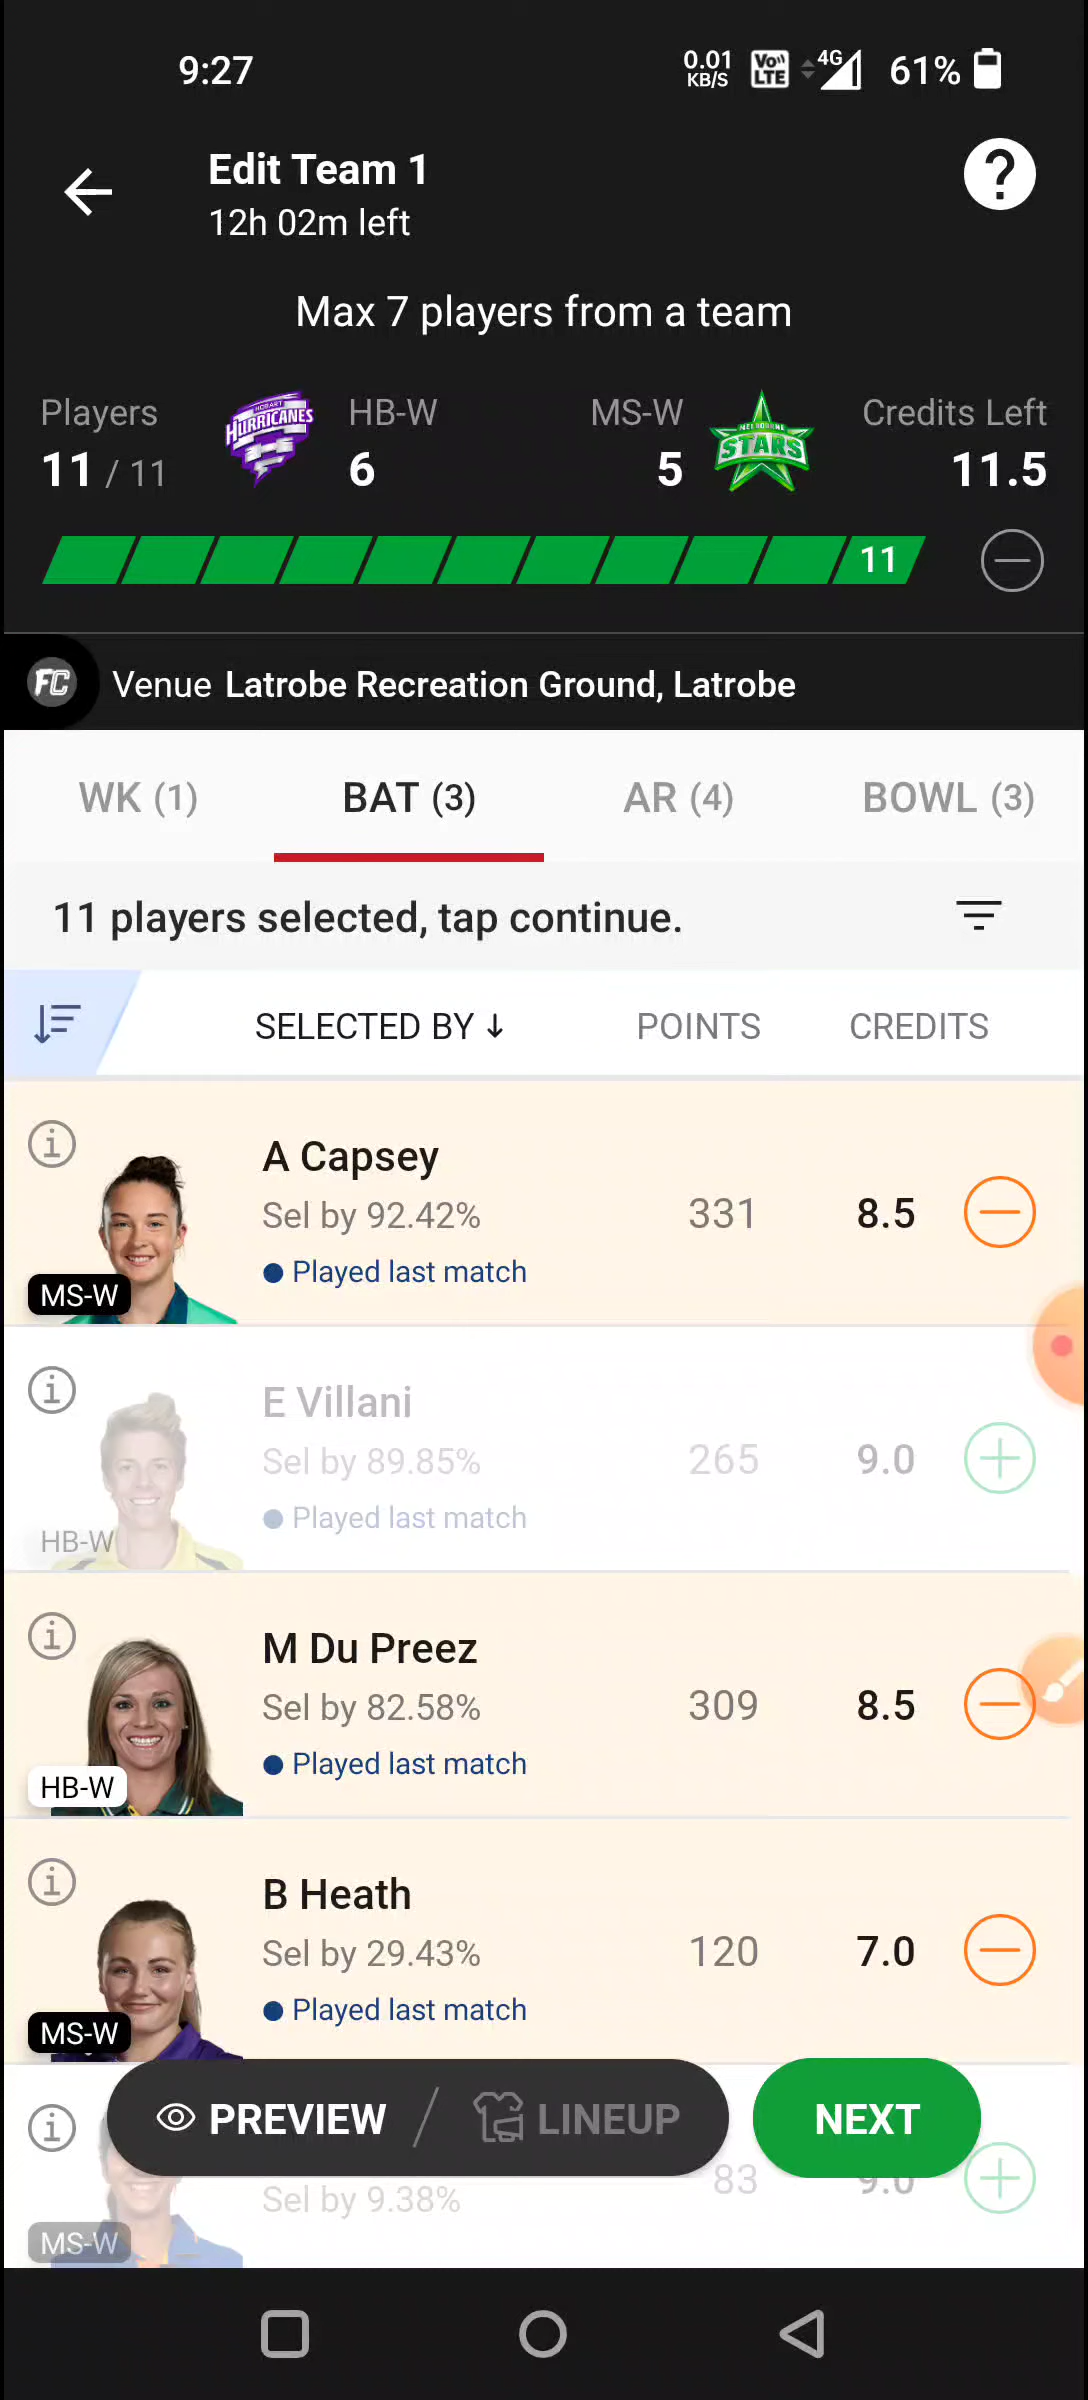 9:27
0.01 KB/S Vo)) LTE 4G 61%
Edit Team 1
?
12h 02m left
Max 7 players from a team
Players HOBART HURRICANES HB-W MS-W MELBOURNE STARS Credits Left
11 / 11 6 5 11.5
11
FC Venue Latrobe Recreation Ground, Latrobe
WK (1) BAT (3) AR (4) BOWL (3)
11 players selected, tap continue.
SELECTED BY ↓ POINTS CREDITS
i
A Capsey
Sel by 92.42% 331 8.5
Played last match
MS-W
i
E Villani
Sel by 89.85% 265 9.0
Played last match
HB-W
i
M Du Preez
Sel by 82.58% 309 8.5
Played last match
HB-W
i
B Heath
Sel by 29.43% 120 7.0
Played last match
MS-W
i
PREVIEW / LINEUP NEXT
Sel by 9.38% 83 9.0
MS-W